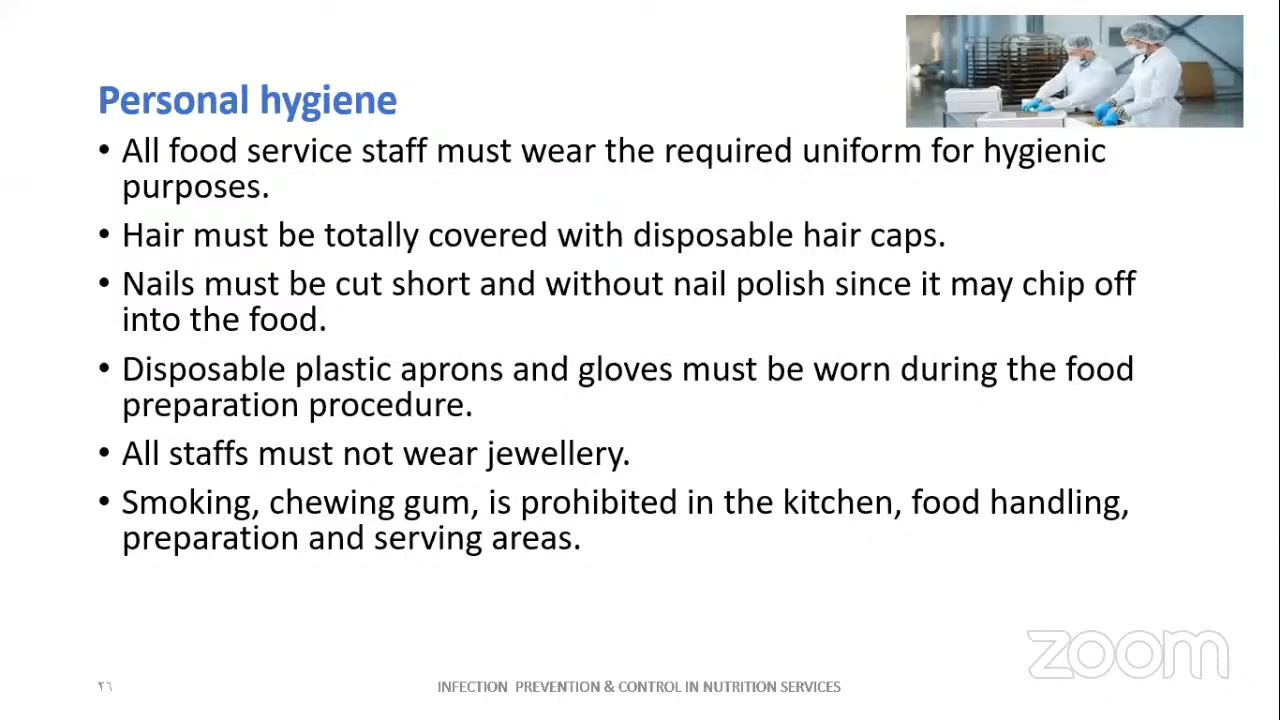 Personal hygiene
• All food service staff must wear the required uniform for hygienic
purposes.
• Hair must be totally covered with disposable hair caps.
• Nails must be cut short and without nail polish since it may chip off
into the food.
• Disposable plastic aprons and gloves must be worn during the food
preparation procedure.
• All staffs must not wear jewellery.
• Smoking, chewing gum, is prohibited in the kitchen, food handling,
preparation and serving areas.
zoom
٢٦
INFECTION PREVENTION & CONTROL IN NUTRITION SERVICES